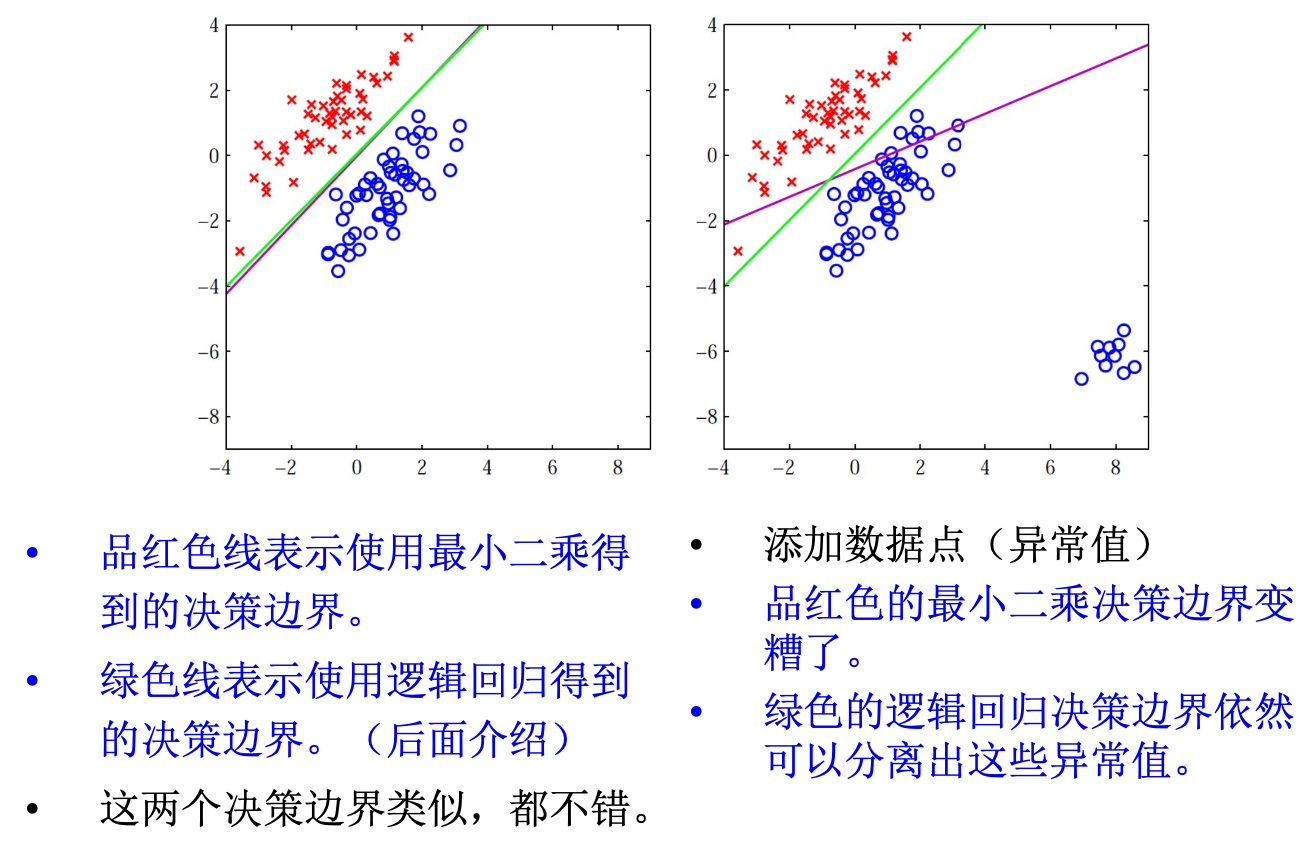 4
2
0
−2
−4
−6
−8
−4 −2 0 2 4 6 8
4
2
0
−2
−4
−6
−8
−4 −2 0 2 4 6 8
• 品红色线表示使用最小二乘得
到的决策边界。
• 绿色线表示使用逻辑回归得到
的决策边界。（后面介绍）
• 这两个决策边界类似，都不错。
• 添加数据点（异常值）
• 品红色的最小二乘决策边界变
糟了。
• 绿色的逻辑回归决策边界依然
可以分离出这些异常值。